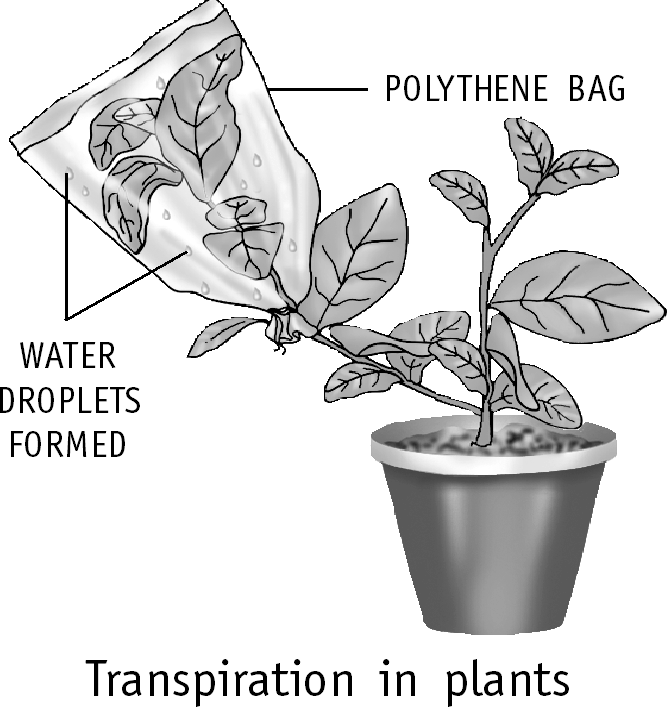 POLYTHENE BAG
WATER
DROPLETS
FORMED
Transpiration in plants